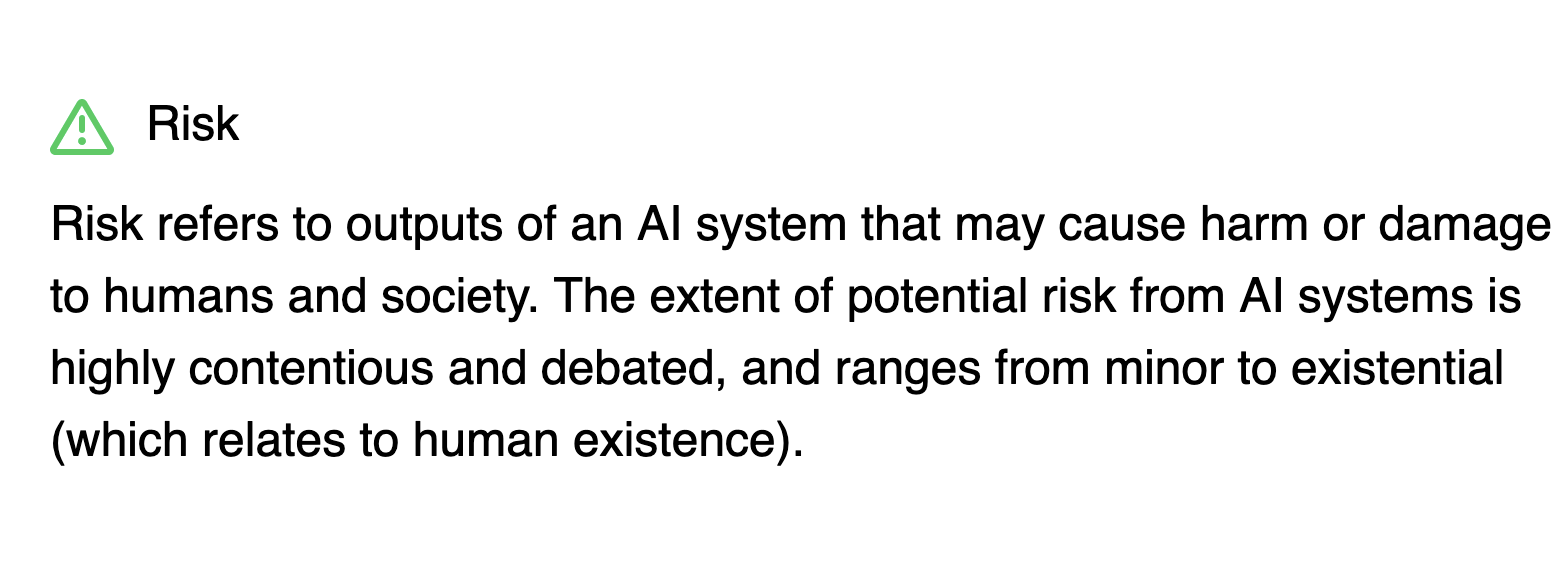 Risk
Risk refers to outputs of an AI system that may cause harm or damage
to humans and society. The extent of potential risk from AI systems is
highly contentious and debated, and ranges from minor to existential
(which relates to human existence).